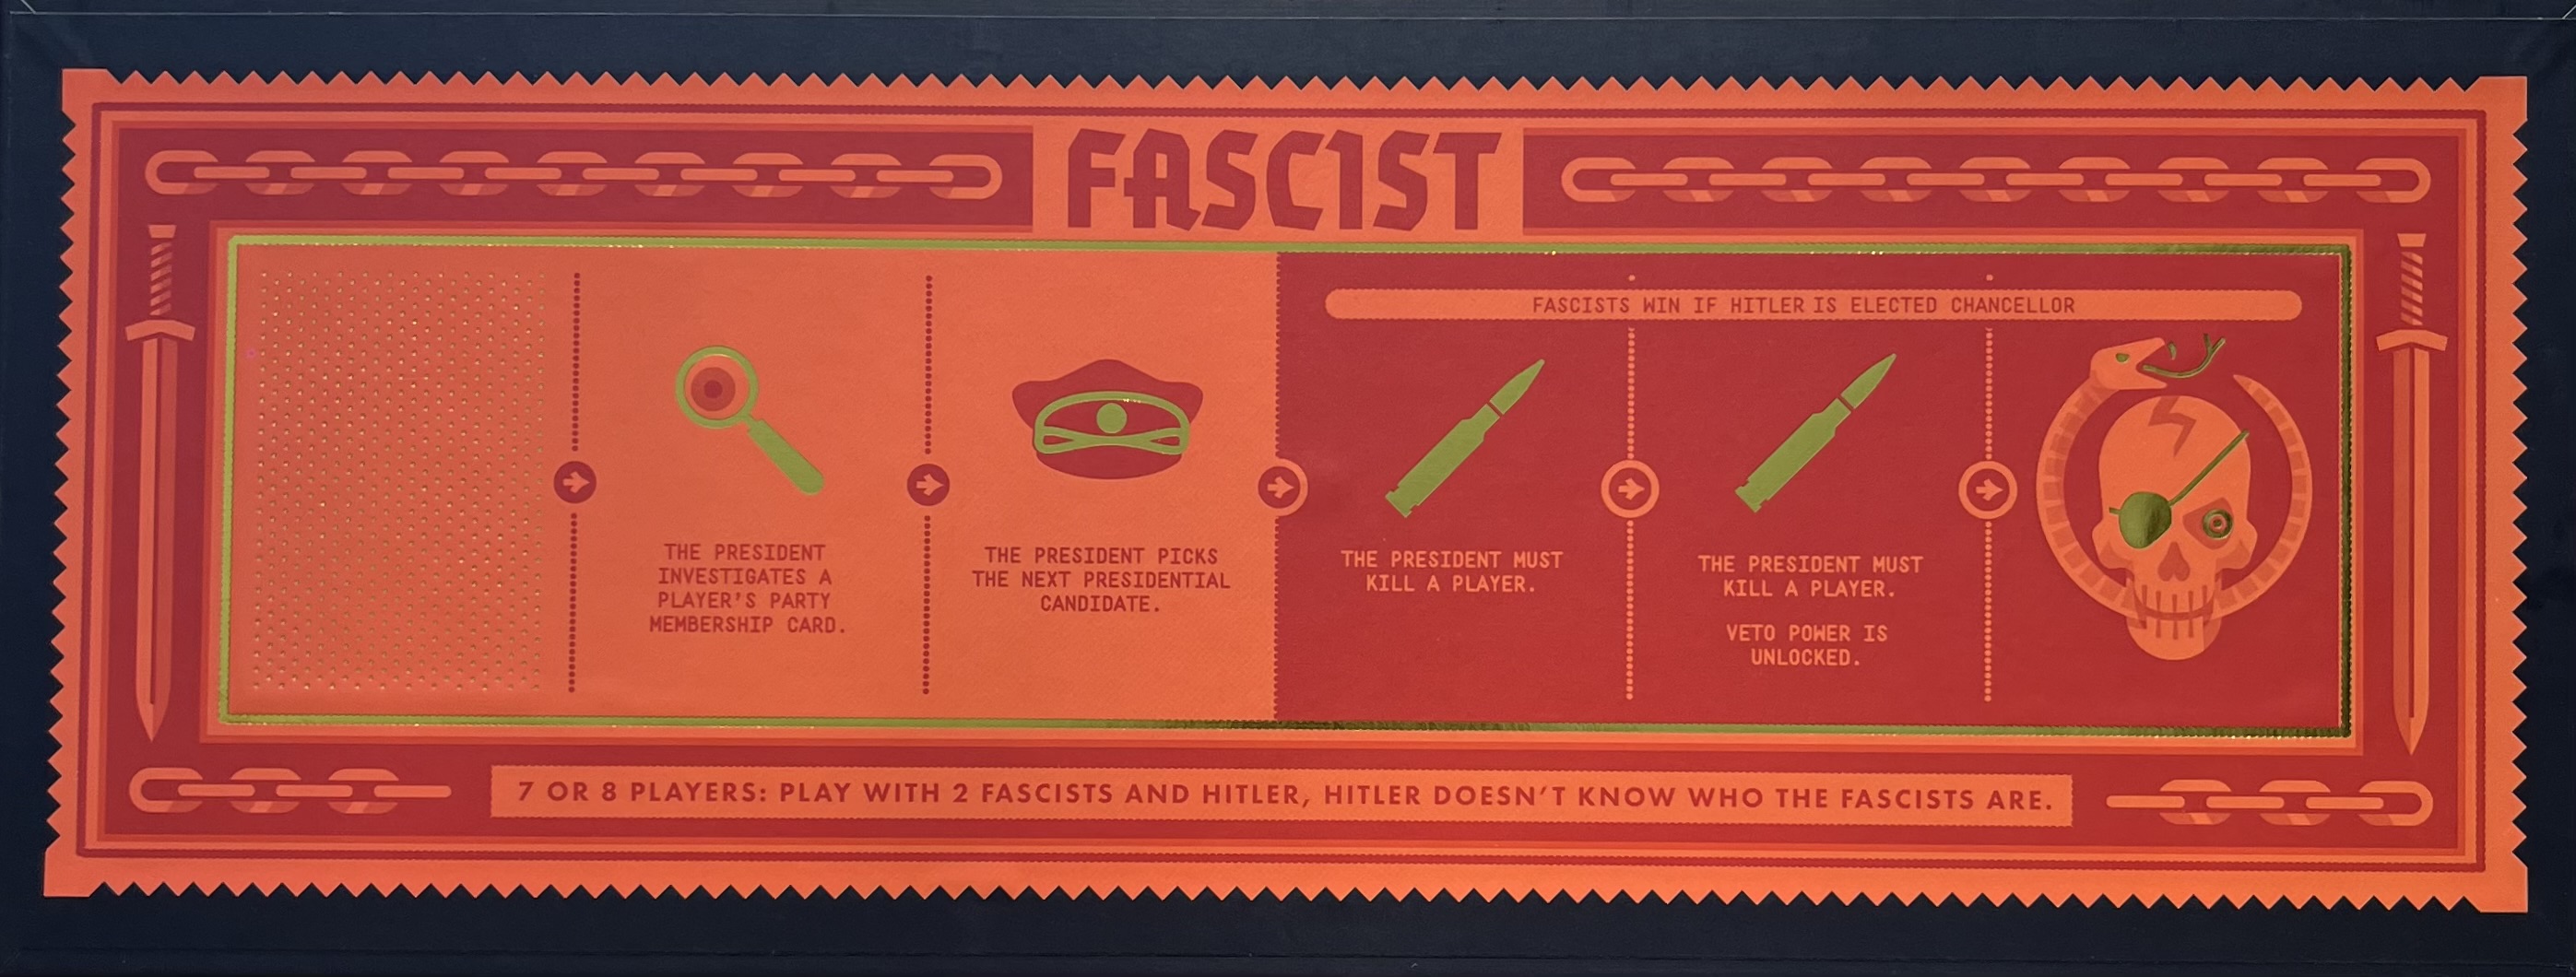 FASCIST
FASCISTS WIN IF HITLER IS ELECTED CHANCELLOR
THE PRESIDENT
INVESTIGATES A
PLAYER'S PARTY
MEMBERSHIP CARD.
THE PRESIDENT PICKS
THE NEXT PRESIDENTIAL
CANDIDATE.
THE PRESIDENT MUST
KILL A PLAYER.
THE PRESIDENT MUST
KILL A PLAYER.
VETO POWER IS
UNLOCKED.
7 OR 8 PLAYERS: PLAY WITH 2 FASCISTS AND HITLER, HITLER DOESN'T KNOW WHO THE FASCISTS ARE.